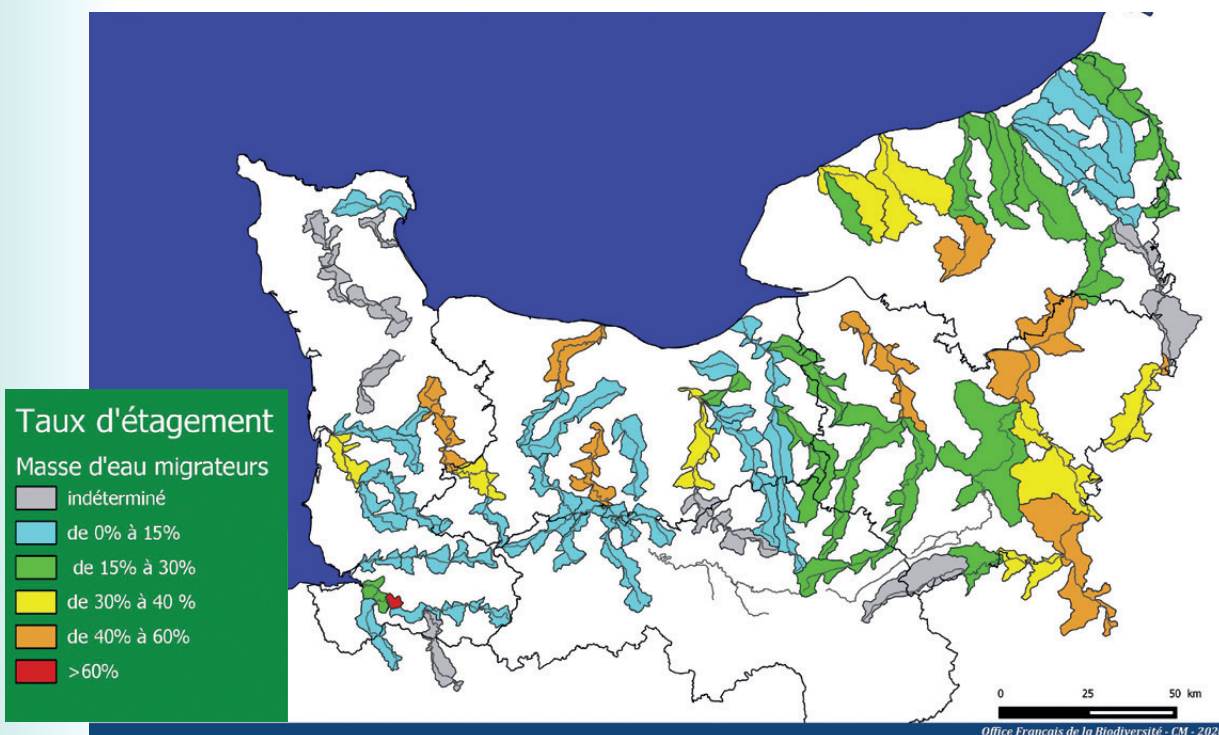 Taux d'étagement
Masse d'eau migrateurs
indéterminé
de 0% à 15%
de 15% à 30%
de 30% à 40 %
de 40% à 60%
>60%
0 25 50 km
Office Français de la Biodiversité - CM -